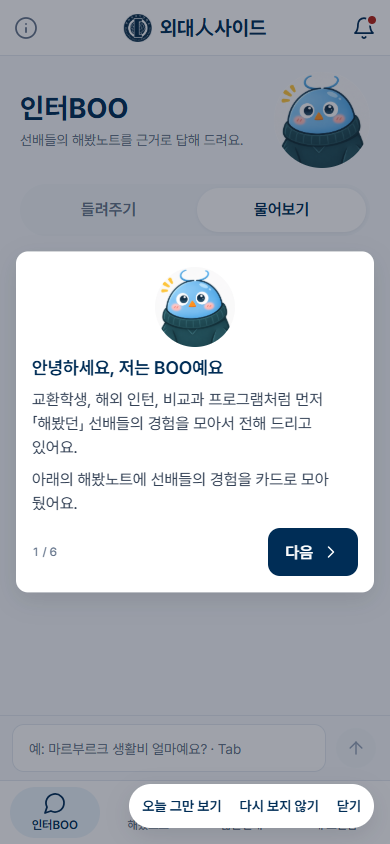 외대人사이드
인터BOO
선배들의 해봤노트를 근거로 답해 드려요.
들려주기
물어보기
안녕하세요, 저는 BOO예요
교환학생, 해외 인턴, 비교과 프로그램처럼 먼저
「해봤던」 선배들의 경험을 모아서 전해 드리고
있어요.
아래의 해봤노트에 선배들의 경험을 카드로 모아
뒀어요.
1 / 6
다음
예: 마르부르크 생활비 얼마예요? · Tab
인터BOO
오늘 그만 보기
다시 보지 않기
닫기